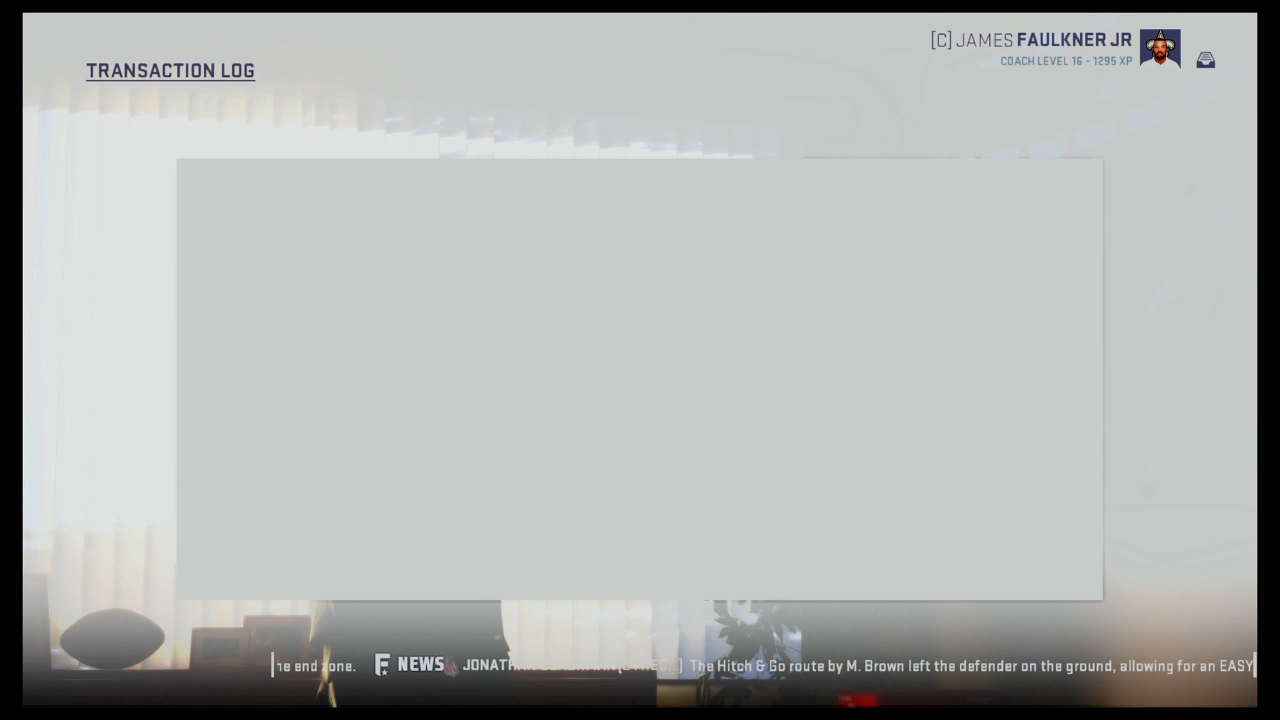 [C] JAMES FAULKNER JR
COACH LEVEL 16 - 1295 XP
TRANSACTION LOG
ne end zone. F NEWS The Hitch & Go route by M. Brown left the defender on the ground, allowing for an EASY